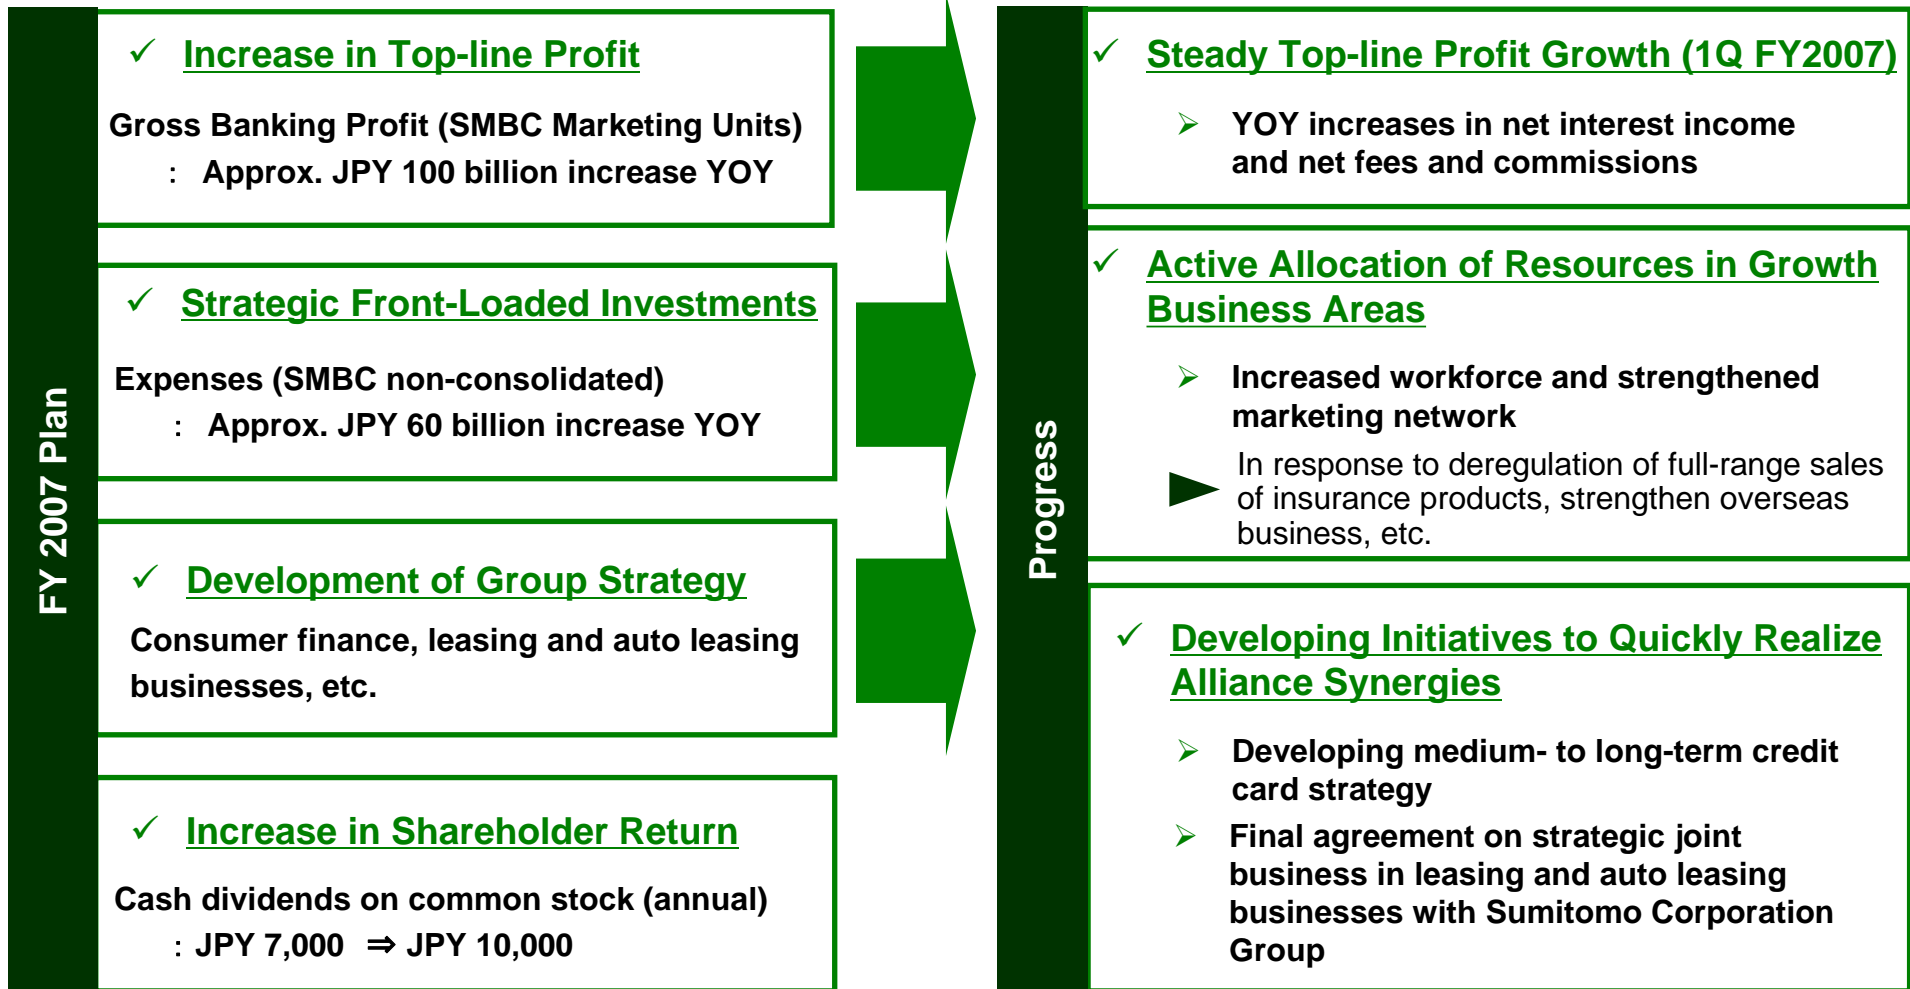 FY 2007 Plan
✓ Increase in Top-line Profit
Gross Banking Profit (SMBC Marketing Units)
: Approx. JPY 100 billion increase YOY
✓ Strategic Front-Loaded Investments
Expenses (SMBC non-consolidated)
: Approx. JPY 60 billion increase YOY
✓ Development of Group Strategy
Consumer finance, leasing and auto leasing
businesses, etc.
✓ Increase in Shareholder Return
Cash dividends on common stock (annual)
: JPY 7,000 ⇒ JPY 10,000
Progress
✓ Steady Top-line Profit Growth (1Q FY2007)
➢ YOY increases in net interest income
and net fees and commissions
✓ Active Allocation of Resources in Growth
Business Areas
➢ Increased workforce and strengthened
marketing network
► In response to deregulation of full-range sales
of insurance products, strengthen overseas
business, etc.
✓ Developing Initiatives to Quickly Realize
Alliance Synergies
➢ Developing medium- to long-term credit
card strategy
➢ Final agreement on strategic joint
business in leasing and auto leasing
businesses with Sumitomo Corporation
Group